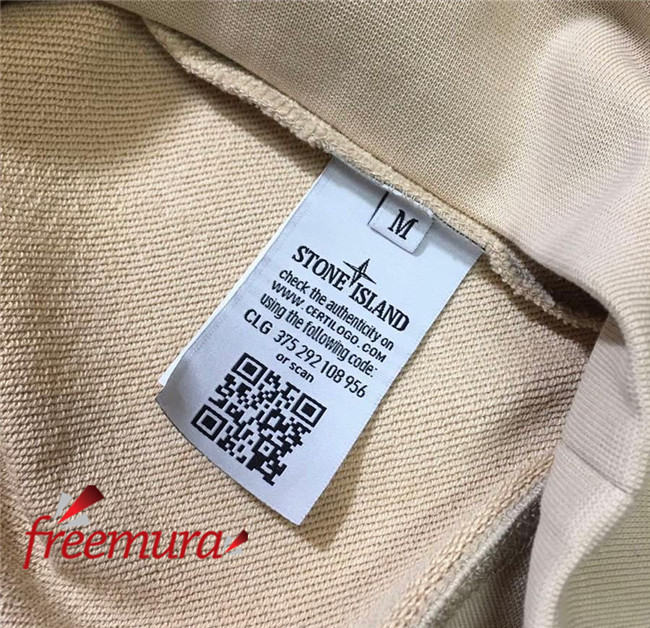 M
STONE ISLAND
check the authenticity on
WWW.CERTILOGO.COM
using the following code:
CLG 375 292 108 956
or scan
freemura